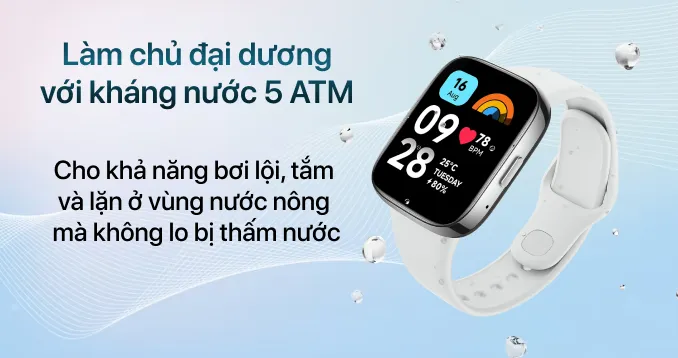 Làm chủ đại dương
với kháng nước 5 ATM
Cho khả năng bơi lội, tắm
và lặn ở vùng nước nông
mà không lo bị thấm nước
16
Aug
09
78
BPM
28
25°C
TUESDAY
80%